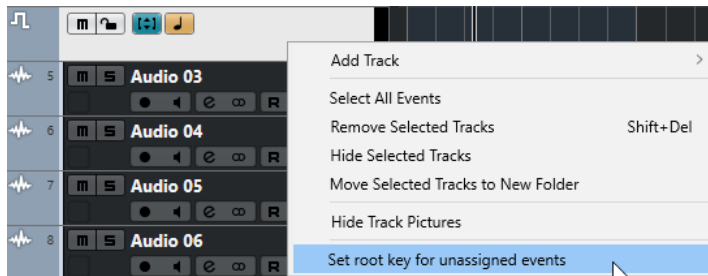 m
5 m S Audio 03
e R
6 m S Audio 04
e R
7 m S Audio 05
e R
8 m S Audio 06
e R
Add Track >
Select All Events
Remove Selected Tracks Shift+Del
Hide Selected Tracks
Move Selected Tracks to New Folder
Hide Track Pictures
Set root key for unassigned events